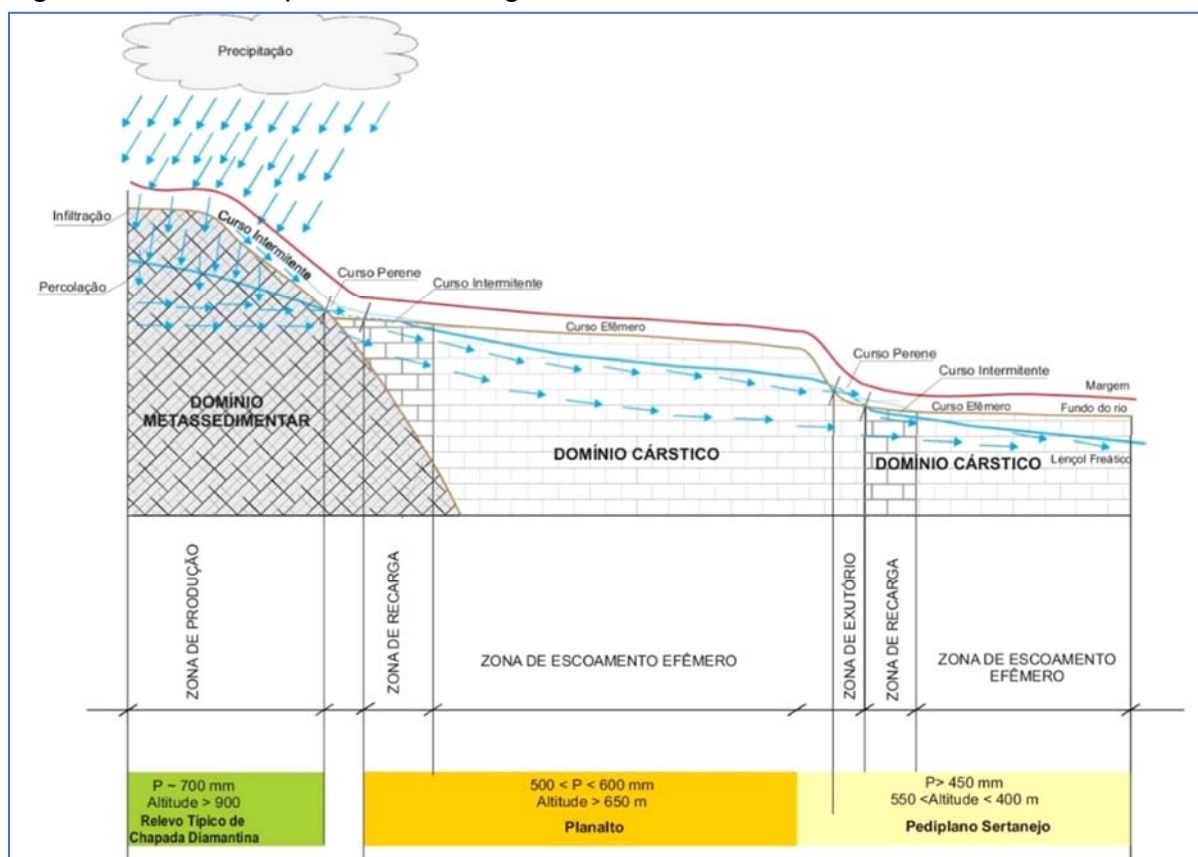 Precipitação
Infiltração
Curso Intermitente
Percolação
Curso Perene
Curso Intermitente
Curso Efêmero
Curso Perene
Curso Intermitente
Margem
Curso Efêmero
Fundo do rio
DOMÍNIO
METASSEDIMENTAR
DOMÍNIO CÁRSTICO
DOMÍNIO CÁRSTICO
Lençol Freático
ZONA DE PRODUÇÃO
ZONA DE RECARGA
ZONA DE ESCOAMENTO EFÊMERO
ZONA DE EXUTÓRIO
ZONA DE RECARGA
ZONA DE ESCOAMENTO
EFÊMERO
P ~ 700 mm
Altitude > 900
Relevo Típico de
Chapada Diamantina
500 < P < 600 mm
Altitude > 650 m
Planalto
P> 450 mm
550 <Altitude < 400 m
Pediplano Sertanejo